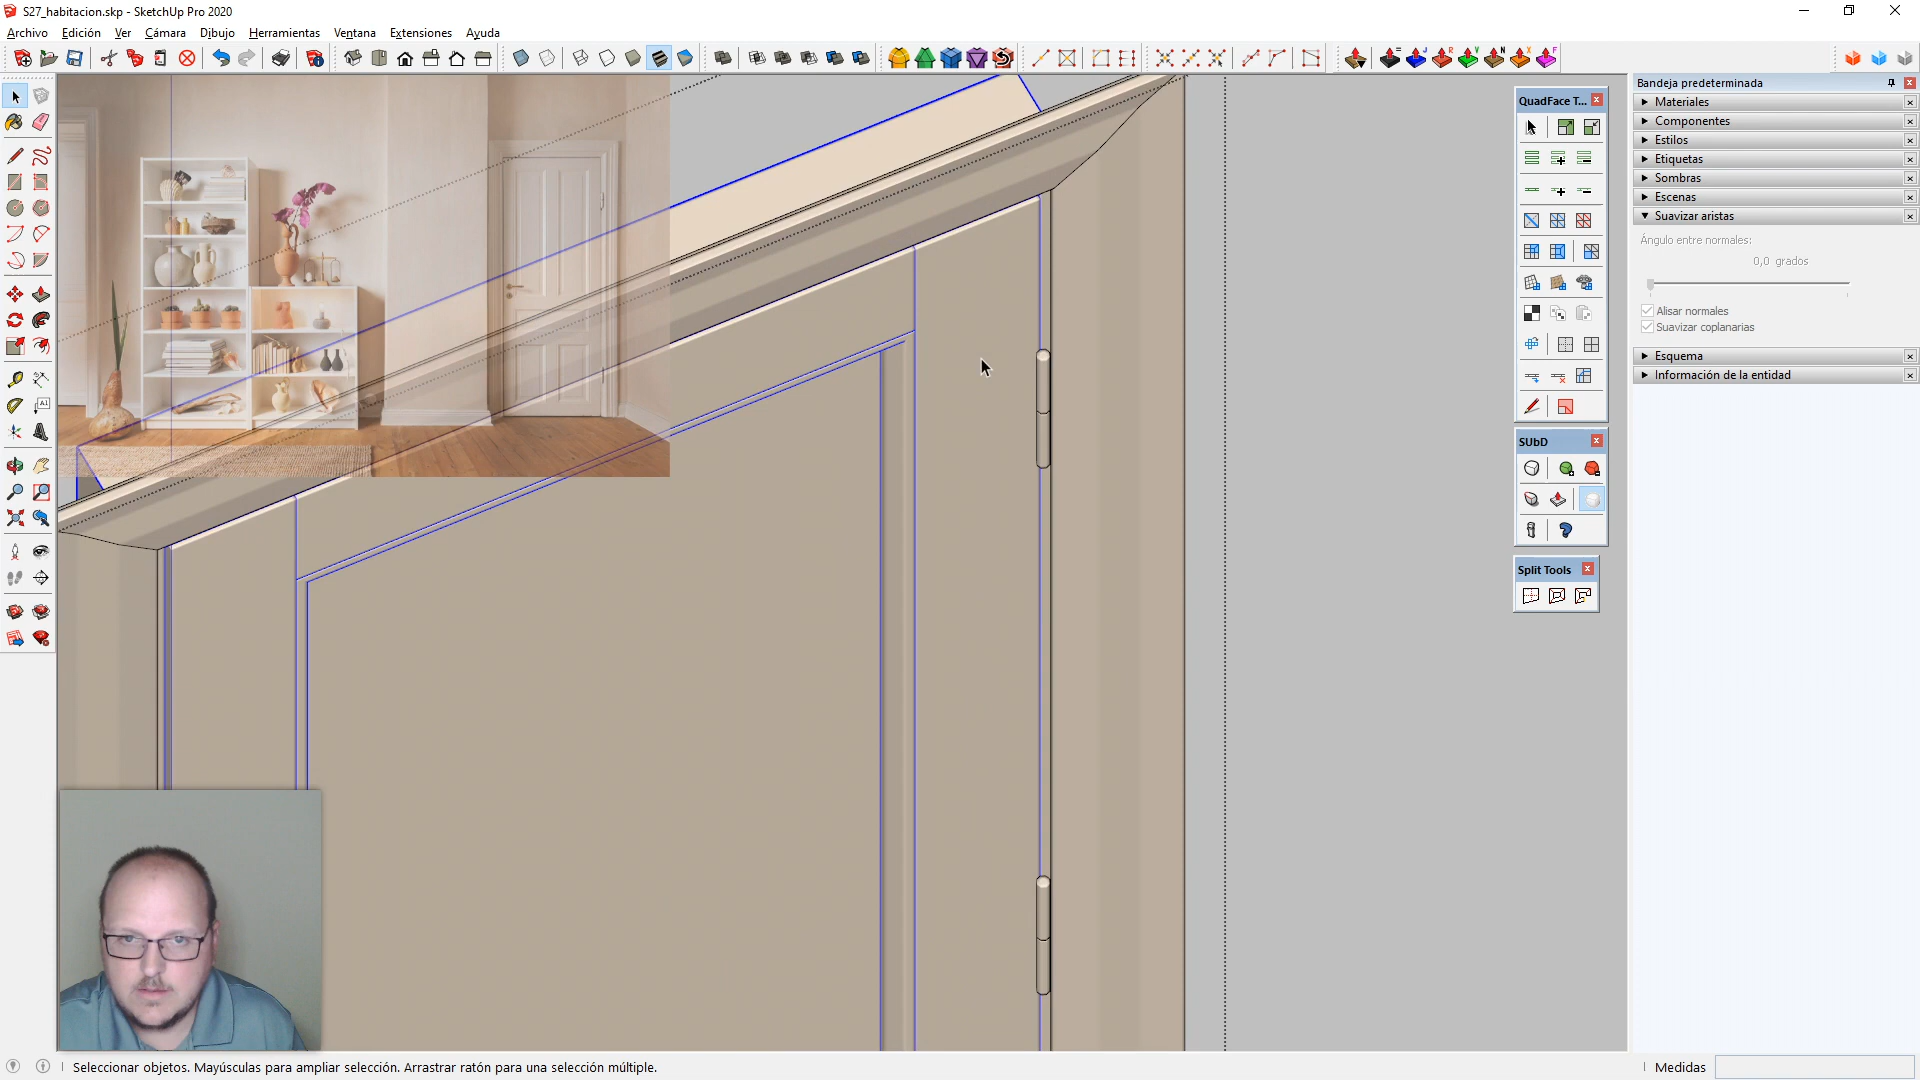 S27_habitacion.skp - SketchUp Pro 2020
Archivo Edición Ver Cámara Dibujo Herramientas Ventana Extensiones Ayuda
Bandeja predeterminada
Materiales
Componentes
Estilos
Etiquetas
Sombras
Escenas
Suavizar aristas
Ángulo entre normales:
0,0 grados
Alisar normales
Suavizar coplanarias
Esquema
Información de la entidad
QuadFace T...
SUbD
Split Tools
Seleccionar objetos. Mayúsculas para ampliar selección. Arrastrar ratón para una selección múltiple.
Medidas